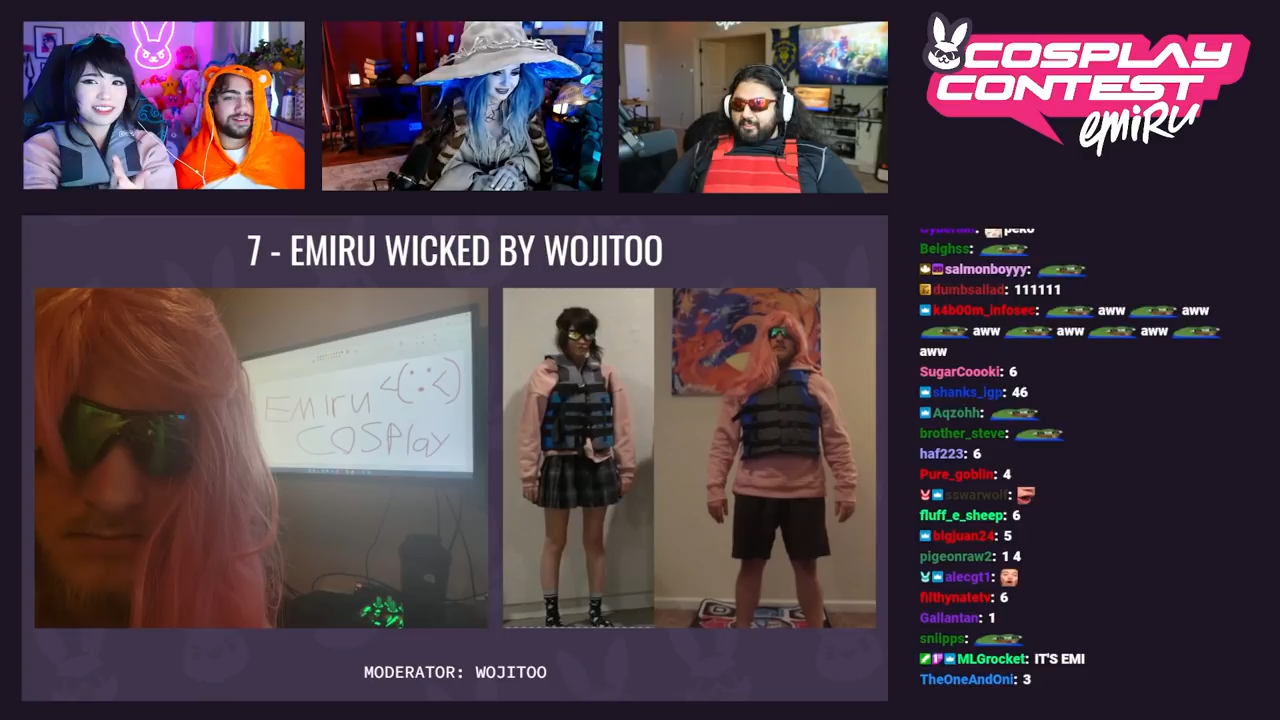 COSPLAY
CONTEST
emiru
7 - EMIRU WICKED BY WOJITOO
EMIRU <(:<)
COSPlay
MODERATOR: WOJITOO
Beighss:
salmonboyyy:
dumbsallad: 111111
k4b00m_infosec: aww aww
aww aww aww
aww
SugarCoooki: 6
shanks_igp: 46
Aqzohh:
brother_steve:
haf223: 6
Pure_goblin: 4
sswarwolf:
fluff_e_sheep: 6
bigjuan24: 5
pigeonraw2: 1 4
alecgt1:
filthynatetv: 6
Gallantan: 1
sniipps:
MLGrocket: IT'S EMI
TheOneAndOni: 3